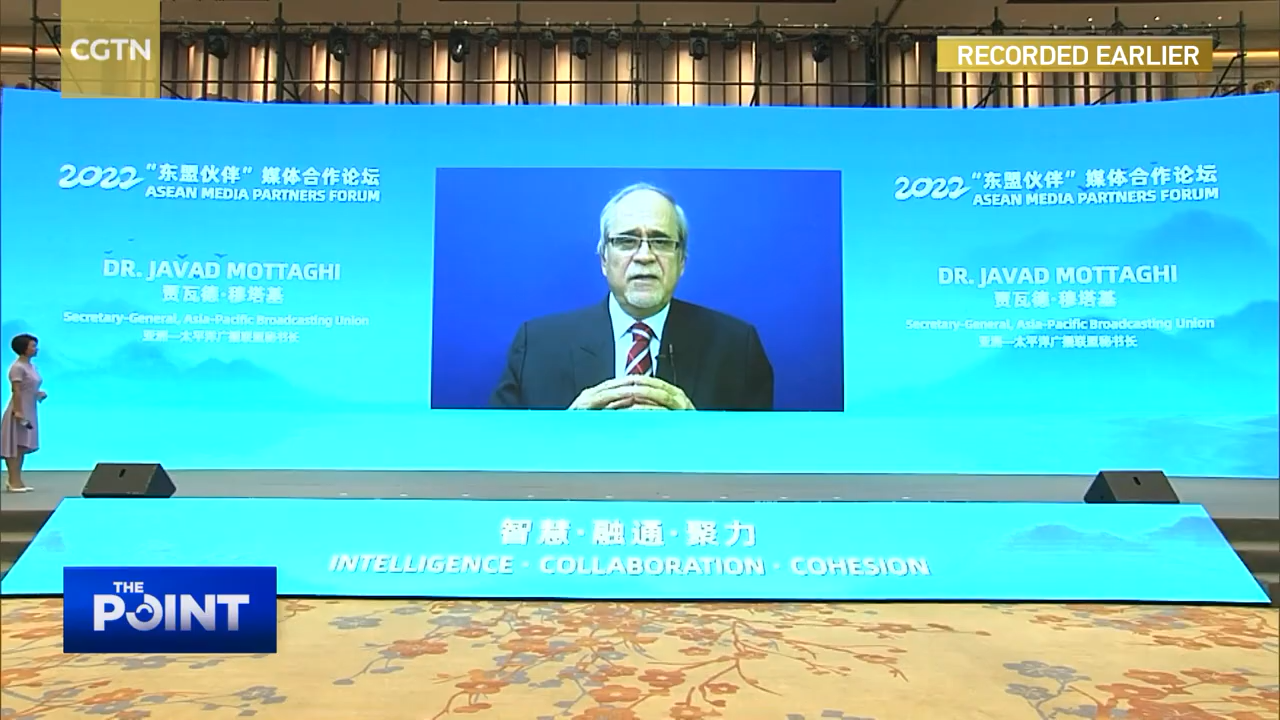 CGTN
RECORDED EARLIER
2022 “东盟伙伴” 媒体合作论坛
ASEAN MEDIA PARTNERS FORUM
DR. JAVAD MOTTAGHI
贾瓦德·穆塔基
Secretary-General, Asia-Pacific Broadcasting Union
亚洲—太平洋广播联盟秘书长
2022 “东盟伙伴” 媒体合作论坛
ASEAN MEDIA PARTNERS FORUM
DR. JAVAD MOTTAGHI
贾瓦德·穆塔基
Secretary-General, Asia-Pacific Broadcasting Union
亚洲—太平洋广播联盟秘书长
智慧·融通·聚力
INTELLIGENCE · COLLABORATION · COHESION
THE
POINT